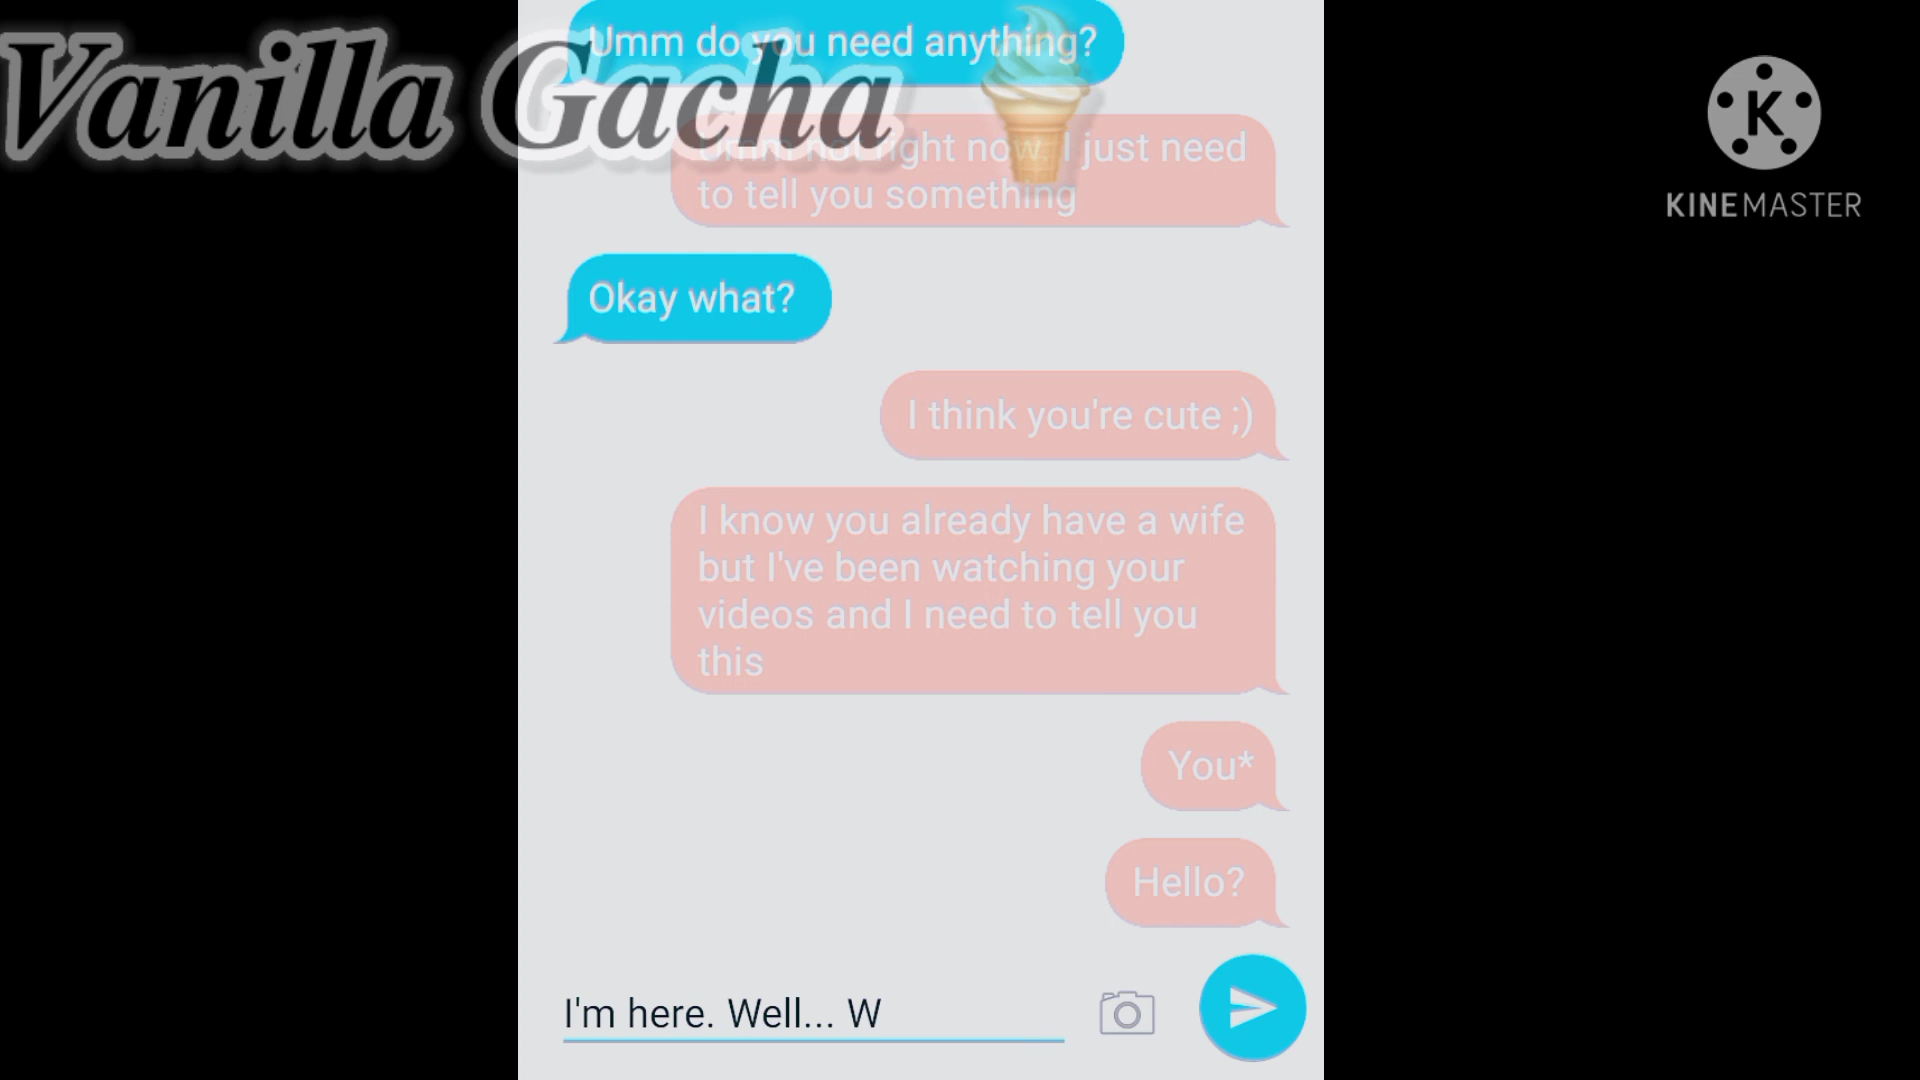 Vanilla Gacha
Umm do you need anything?
Umm not right now, I just need
to tell you something
Okay what?
I think you're cute ;)
I know you already have a wife
but I've been watching your
videos and I need to tell you
this
You*
Hello?
I'm here. Well... W
K
KINEMASTER